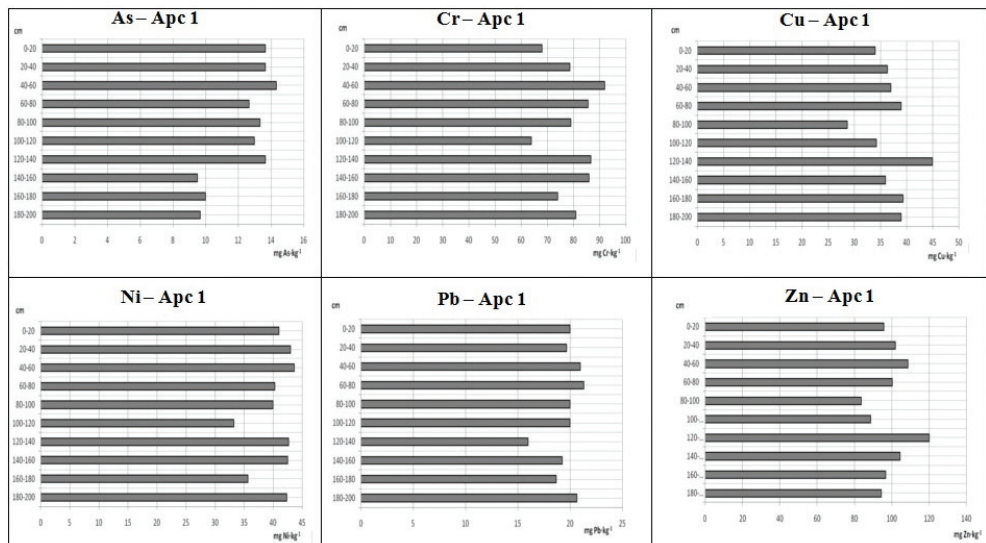 As – Apc 1
cm
0-20
20-40
40-60
60-80
80-100
100-120
120-140
140-160
160-180
180-200
0 2 4 6 8 10 12 14 16
mg As·kg⁻¹
Cr – Apc 1
cm
0-20
20-40
40-60
60-80
80-100
100-120
120-140
140-160
160-180
180-200
0 10 20 30 40 50 60 70 80 90 100
mg Cr·kg⁻¹
Cu – Apc 1
cm
0-20
20-40
40-60
60-80
80-100
100-120
120-140
140-160
160-180
180-200
0 5 10 15 20 25 30 35 40 45 50
mg Cu·kg⁻¹
Ni – Apc 1
cm
0-20
20-40
40-60
60-80
80-100
100-120
120-140
140-160
160-180
180-200
0 5 10 15 20 25 30 35 40 45
mg Ni·kg⁻¹
Pb – Apc 1
cm
0-20
20-40
40-60
60-80
80-100
100-120
120-140
140-160
160-180
180-200
0 5 10 15 20 25
mg Pb·kg⁻¹
Zn – Apc 1
cm
0-20
20-40
40-60
60-80
80-100
100-...
120-...
140-...
160-...
180-...
0 20 40 60 80 100 120 140
mg Zn·kg⁻¹